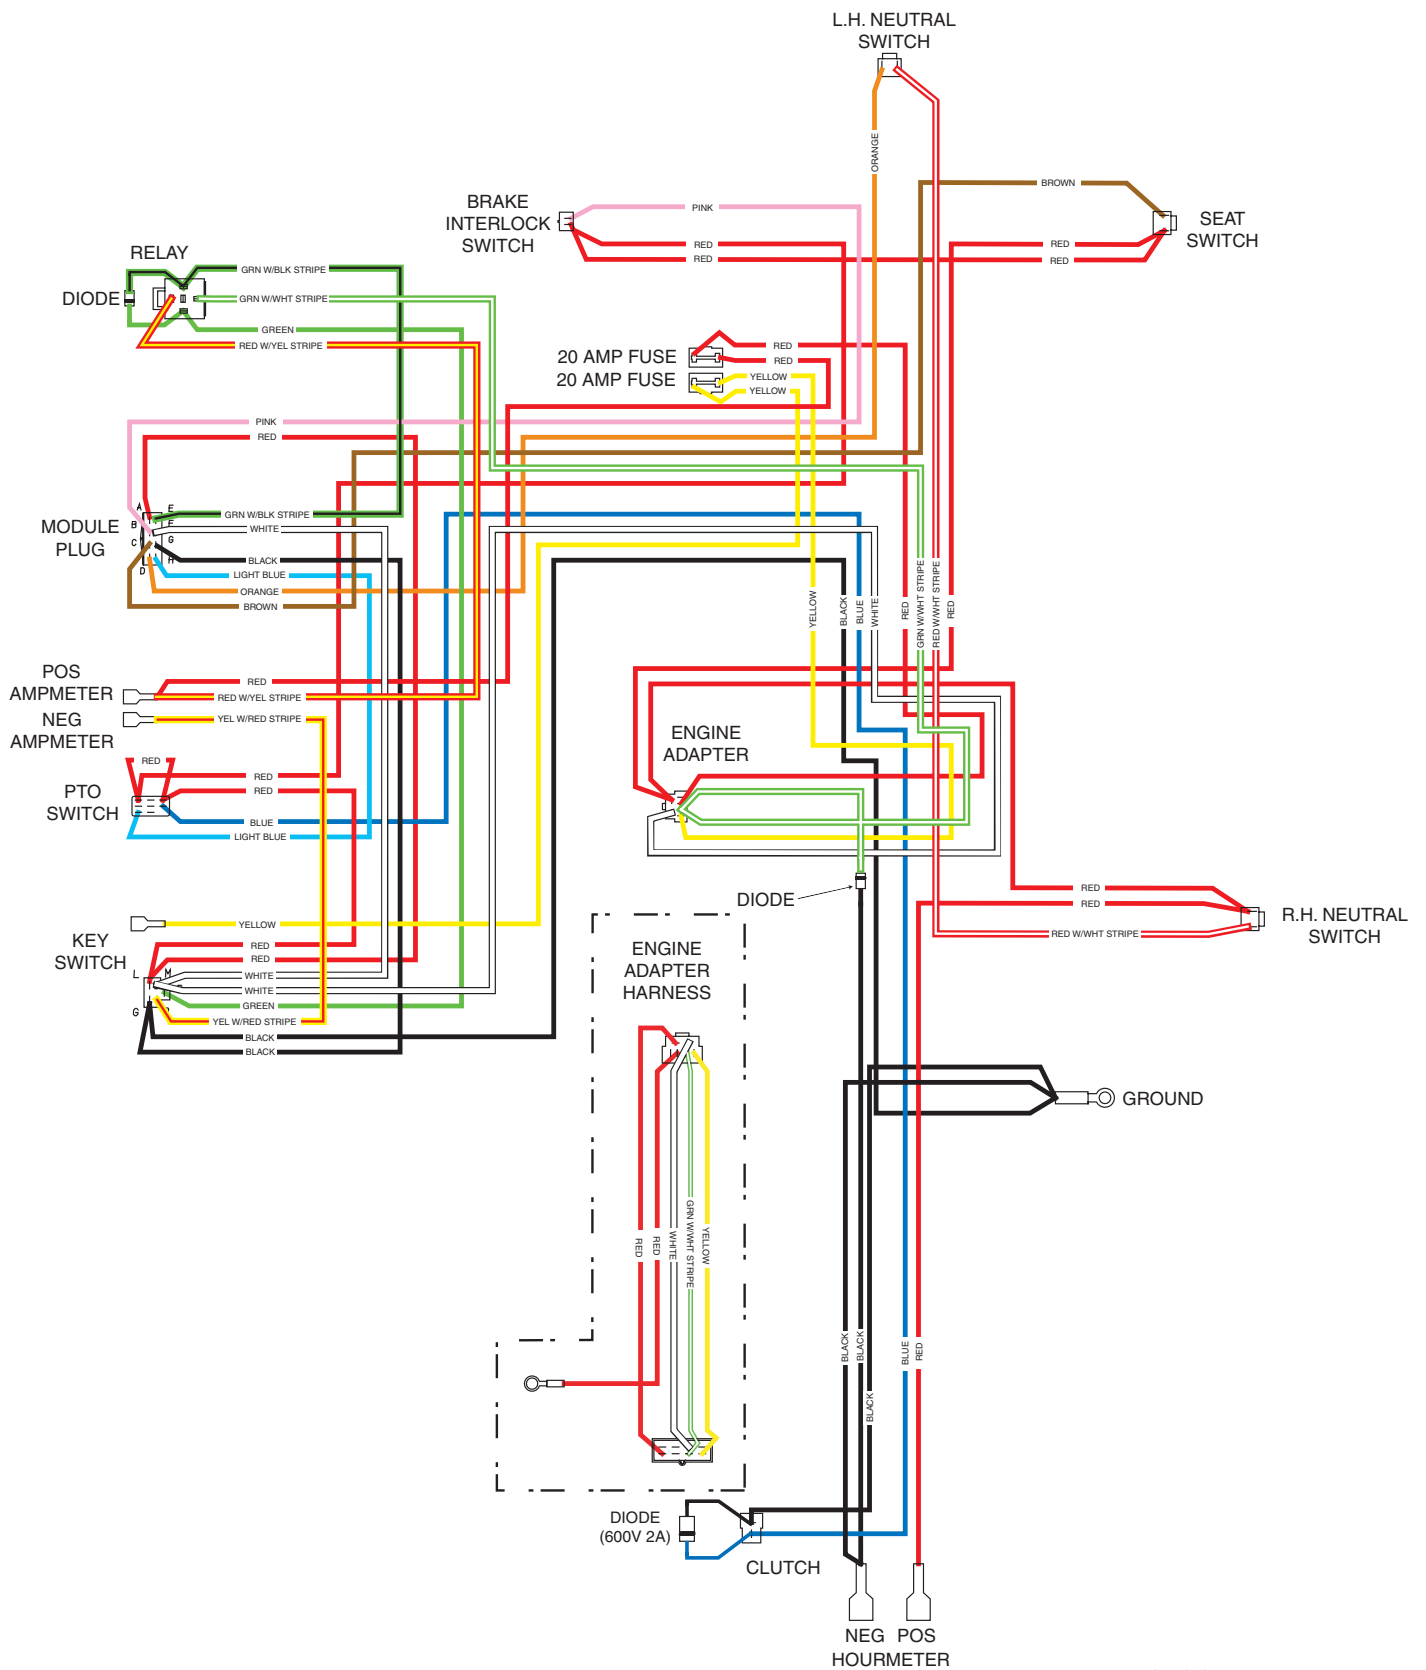 L.H. NEUTRAL
SWITCH
ORANGE
BROWN
BRAKE
INTERLOCK
SWITCH
PINK
RED
RED
RED
RED
SEAT
SWITCH
RELAY
DIODE
GRN W/BLK STRIPE
GRN W/WHT STRIPE
GREEN
RED W/YEL STRIPE
20 AMP FUSE
20 AMP FUSE
RED
RED
YELLOW
YELLOW
PINK
RED
A
B
C
D
E
F
G
H
MODULE
PLUG
GRN W/BLK STRIPE
WHITE
BLACK
LIGHT BLUE
ORANGE
BROWN
YELLOW
BLACK
BLUE
WHITE
RED
GRN W/WHT STRIPE
RED W/WHT STRIPE
RED
POS
AMPMETER
NEG
AMPMETER
RED
RED W/YEL STRIPE
YEL W/RED STRIPE
PTO
SWITCH
RED
RED
RED
BLUE
LIGHT BLUE
ENGINE
ADAPTER
DIODE
RED
RED
RED W/WHT STRIPE
R.H. NEUTRAL
SWITCH
KEY
SWITCH
YELLOW
RED
RED
L
M
G
WHITE
WHITE
GREEN
YEL W/RED STRIPE
BLACK
BLACK
ENGINE
ADAPTER
HARNESS
RED
RED
WHITE
GRN W/WHT STRIPE
YELLOW
GROUND
BLACK
BLACK
BLACK
BLUE
RED
DIODE
(600V 2A)
CLUTCH
NEG POS
HOURMETER